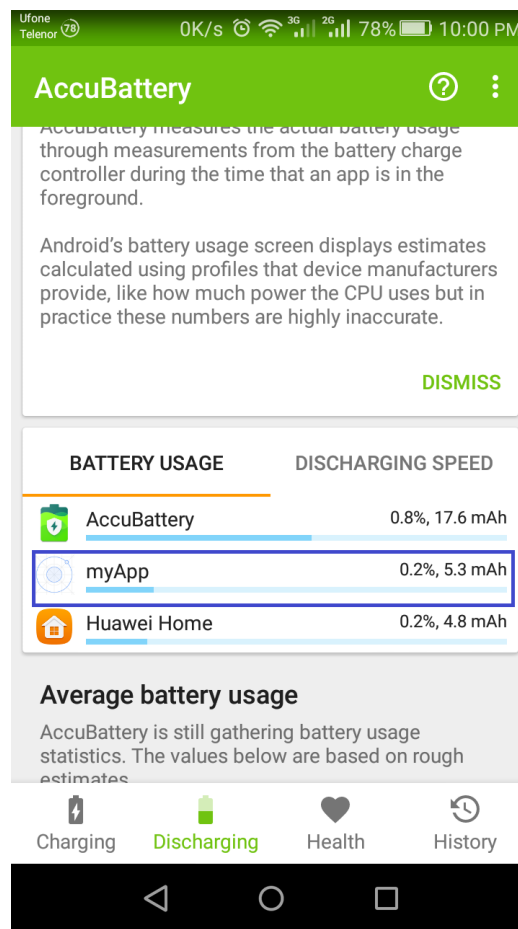 Ufone
Telenor 78 0K/s 3G 2G 78% 10:00 PM
AccuBattery ?
AccuBattery measures the actual battery usage
through measurements from the battery charge
controller during the time that an app is in the
foreground.
Android's battery usage screen displays estimates
calculated using profiles that device manufacturers
provide, like how much power the CPU uses but in
practice these numbers are highly inaccurate.
DISMISS
BATTERY USAGE DISCHARGING SPEED
AccuBattery 0.8%, 17.6 mAh
myApp 0.2%, 5.3 mAh
Huawei Home 0.2%, 4.8 mAh
Average battery usage
AccuBattery is still gathering battery usage
statistics. The values below are based on rough
estimates
Charging Discharging Health History